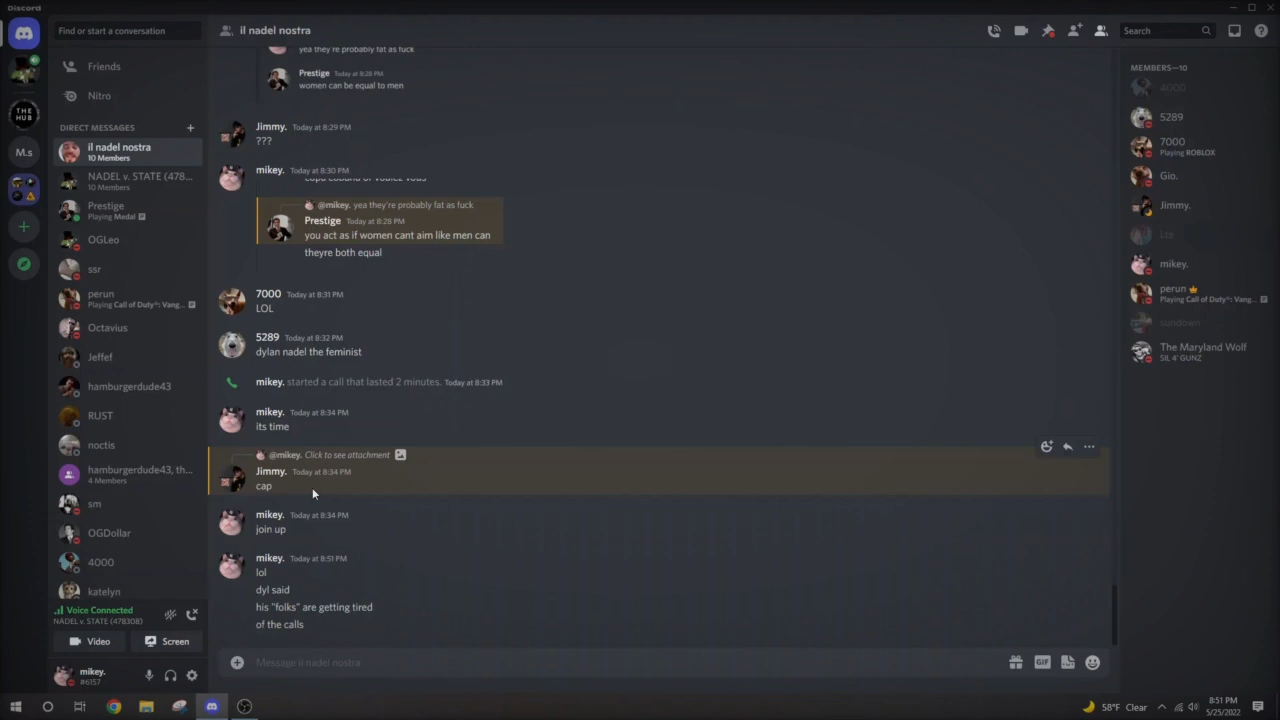 Discord
Find or start a conversation
Friends
Nitro
DIRECT MESSAGES
il nadel nostra
10 Members
NADEL v. STATE (478...
10 Members
Prestige
Playing Medal
OGLeo
ssr
perun
Playing Call of Duty®: Vang...
Octavius
Jeffef
hamburgerdude43
RUST
noctis
hamburgerdude43, th...
4 Members
sm
OGDollar
4000
katelyn
Voice Connected
NADEL v. STATE (478308)
Video
Screen
mikey.
#6157
THE
HUB
M.s
il nadel nostra
Search
yea they're probably fat as fuck
Prestige Today at 8:28 PM
women can be equal to men
Jimmy. Today at 8:29 PM
???
mikey. Today at 8:30 PM
@mikey. yea they're probably fat as fuck
Prestige Today at 8:28 PM
you act as if women cant aim like men can
theyre both equal
7000 Today at 8:31 PM
LOL
5289 Today at 8:32 PM
dylan nadel the feminist
mikey. started a call that lasted 2 minutes. Today at 8:33 PM
mikey. Today at 8:34 PM
its time
@mikey. Click to see attachment
Jimmy. Today at 8:34 PM
cap
mikey. Today at 8:34 PM
join up
mikey. Today at 8:51 PM
lol
dyl said
his "folks" are getting tired
of the calls
Message il nadel nostra
GIF
MEMBERS—10
4000
5289
7000
Playing ROBLOX
Gio.
Jimmy.
mikey.
perun
Playing Call of Duty®: Vang...
sundown
The Maryland Wolf
SIL 4' GUNZ
58°F Clear
8:51 PM
5/25/2022